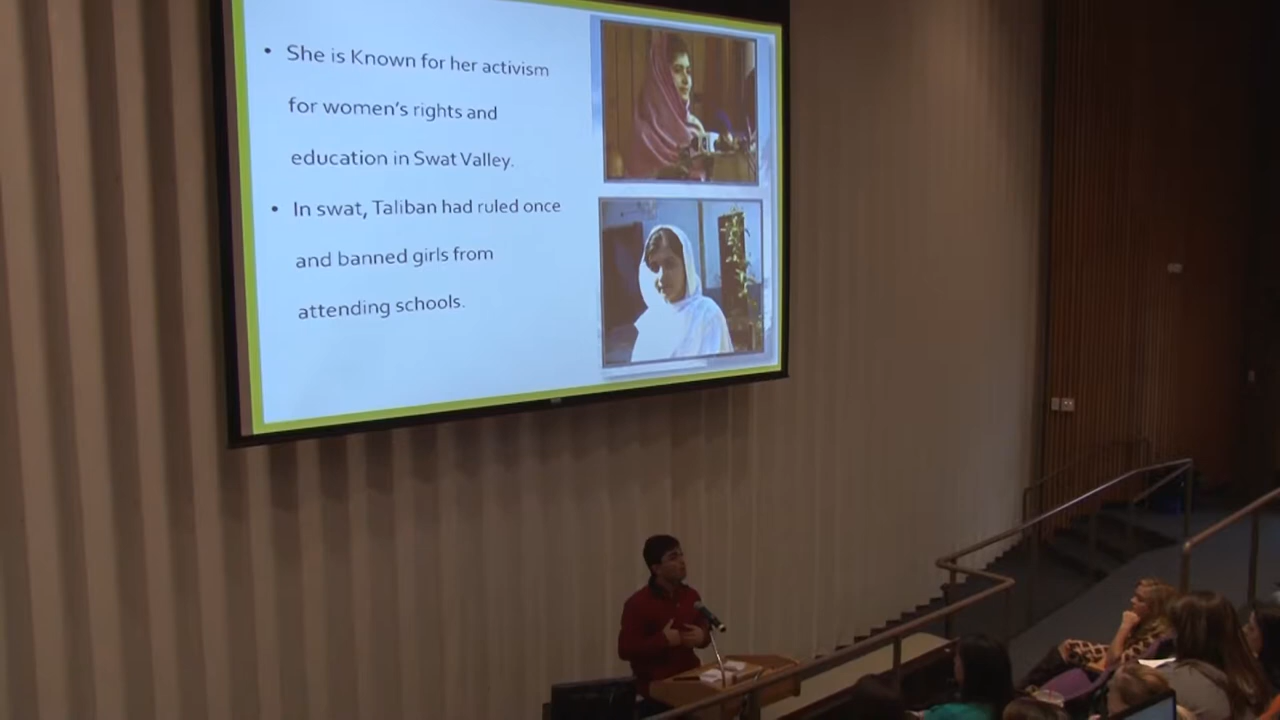 • She is Known for her activism
for women's rights and
education in Swat Valley.
• In swat, Taliban had ruled once
and banned girls from
attending schools.